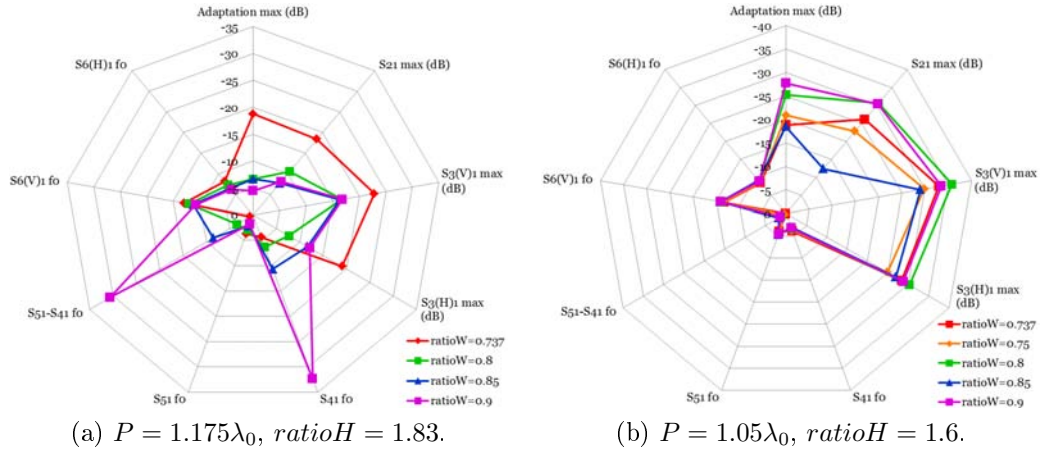 Adaptation max (dB)
-35
-30
-25
-20
-15
-10
-5
0
S21 max (dB)
S3(V)1 max
(dB)
S3(H)1 max
(dB)
S41 fo
S51 fo
S51-S41 fo
S6(V)1 fo
S6(H)1 fo
ratioW=0.737
ratioW=0.8
ratioW=0.85
ratioW=0.9
(a) P = 1.175λ₀, ratioH = 1.83.
Adaptation max (dB)
-40
-35
-30
-25
-20
-15
-10
-5
0
S21 max (dB)
S3(V)1 max
(dB)
S3(H)1 max
(dB)
S41 fo
S51 fo
S51-S41 fo
S6(V)1 fo
S6(H)1 fo
ratioW=0.737
ratioW=0.75
ratioW=0.8
ratioW=0.85
ratioW=0.9
(b) P = 1.05λ₀, ratioH = 1.6.